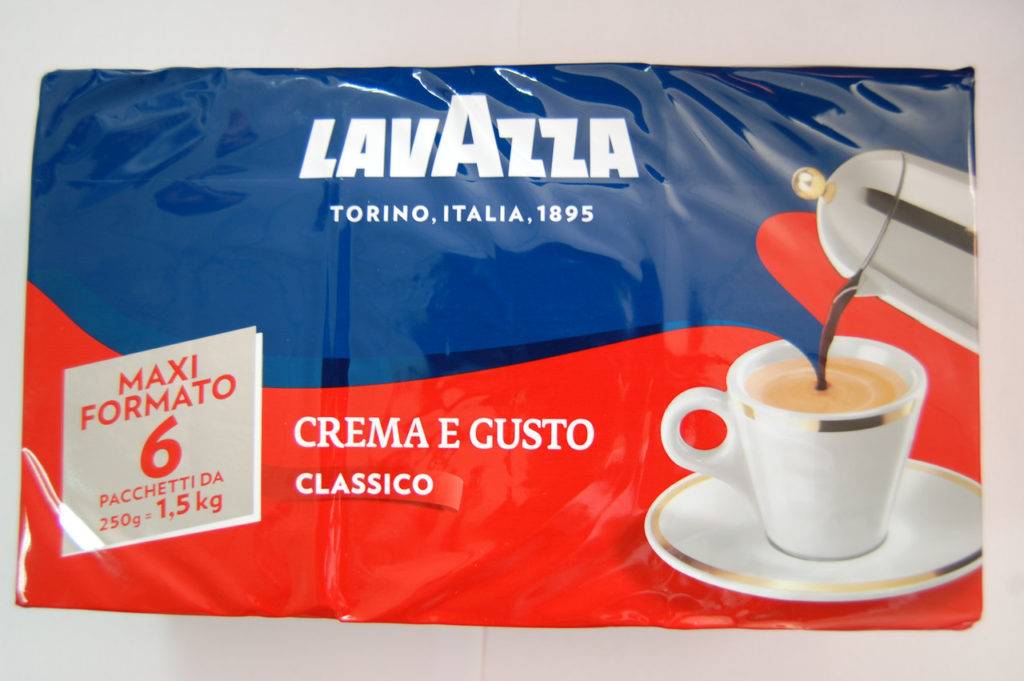 LAVAZZA
TORINO, ITALIA, 1895
MAXI
FORMATO
6
PACCHETTI DA
250g = 1,5 kg
CREMA E GUSTO
CLASSICO